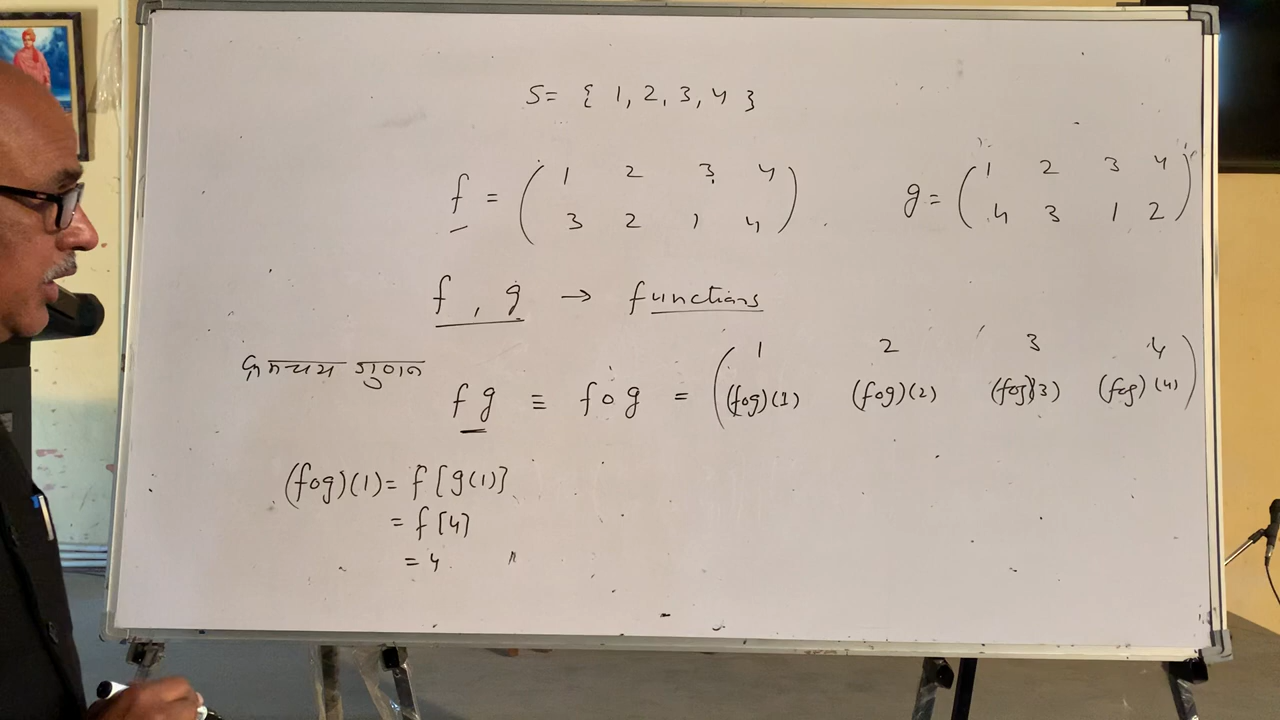 S = { 1, 2, 3, 4 }
f = ( 1 2 3 4
3 2 1 4 ) .
g = ( 1 2 3 4
4 3 1 2 )
f , g → functions
क्रमचय गुणन
fg ≡ fog = ( 1 2 3 4
(fog)(1) (fog)(2) (fog)(3) (fog)(4) )
(fog)(1) = f[g(1)]
= f[4]
= 4 "